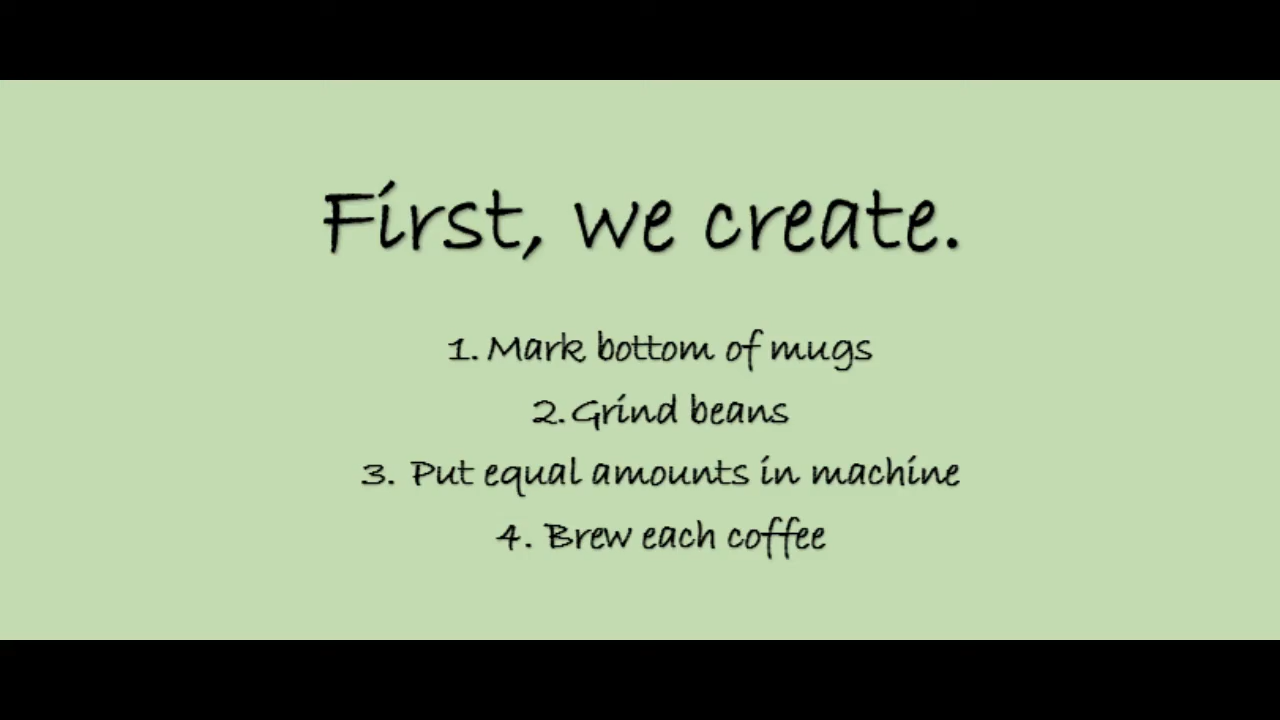 First, we create.
1. Mark bottom of mugs
2. Grind beans
3. Put equal amounts in machine
4. Brew each coffee